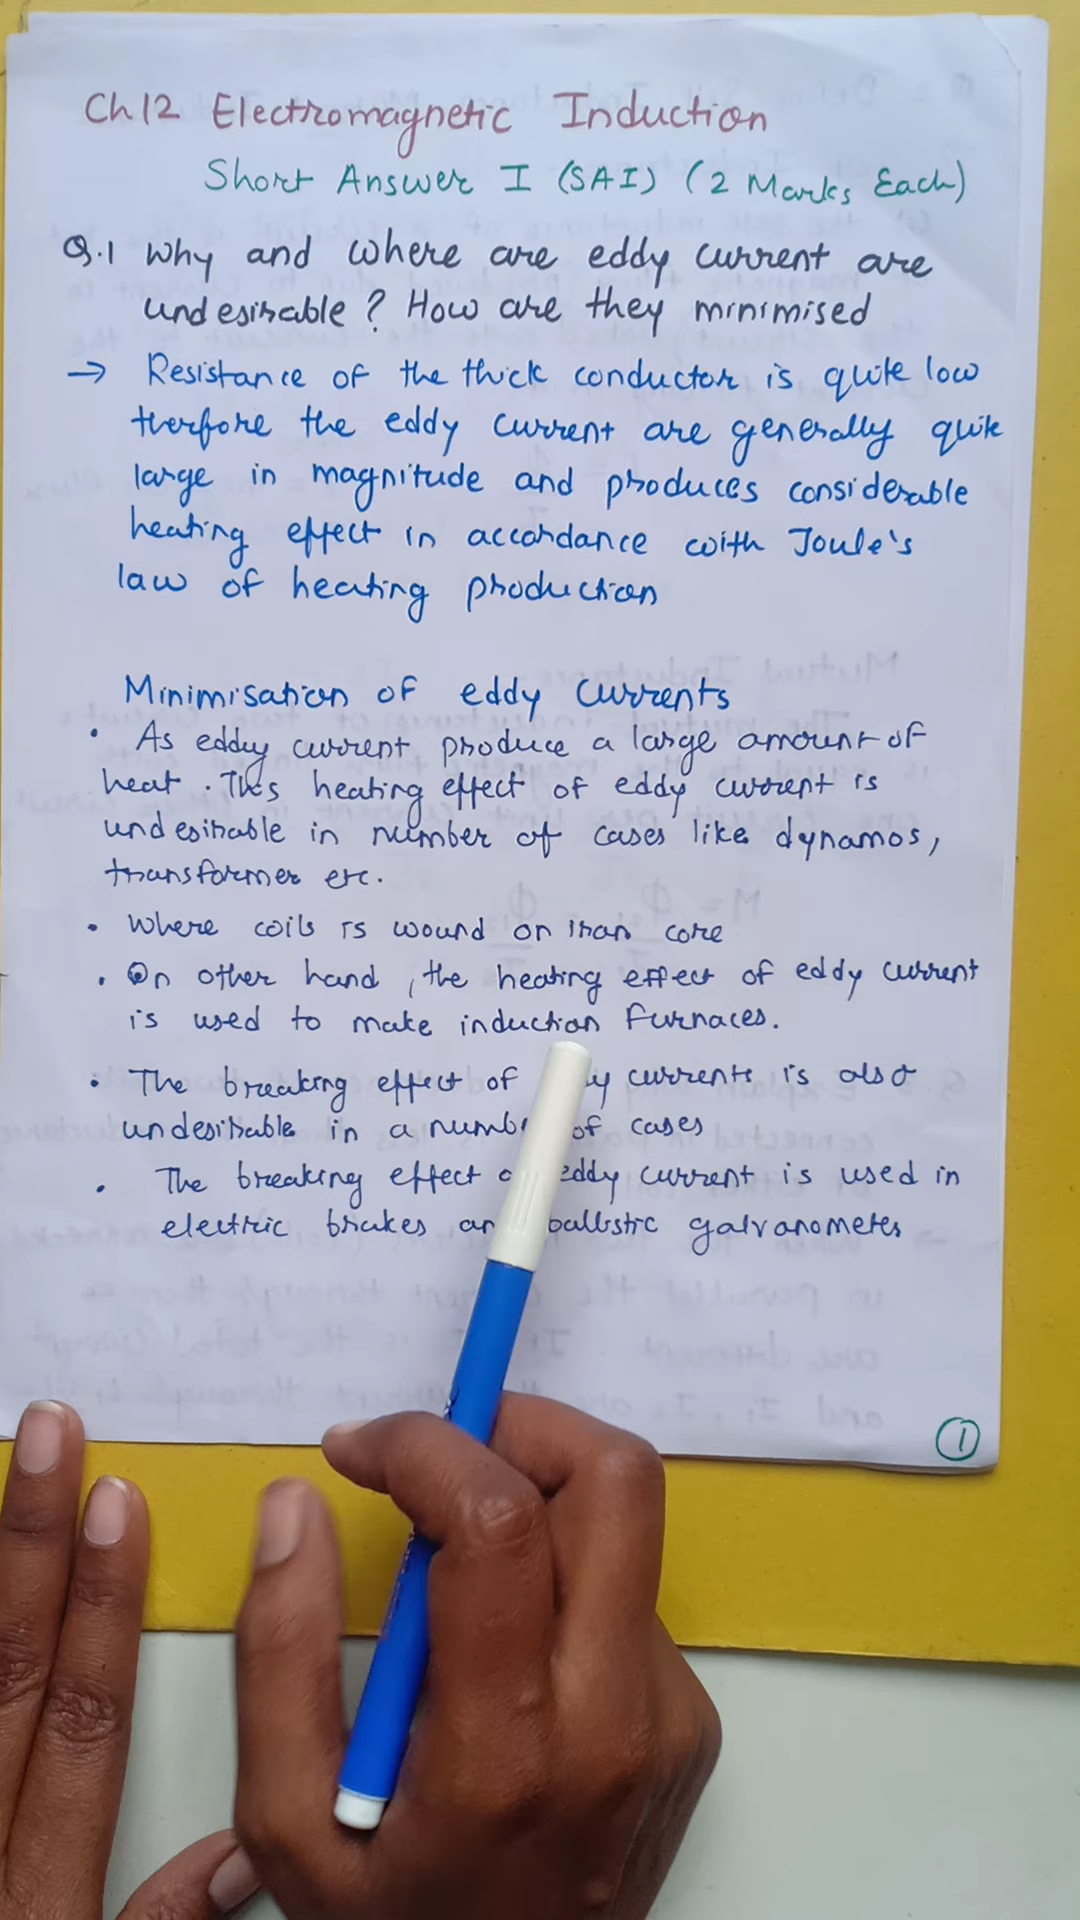 Ch 12 Electromagnetic Induction
Short Answer I (SAI) (2 Marks Each)
Q.1 Why and where are eddy current are
undesirable? How are they minimised
→ Resistance of the thick conductor is quite low
therfore the eddy current are generally quite
large in magnitude and produces considerable
heating effect in accordance with Joule's
law of heating production
Minimisation of eddy currents
• As eddy current produce a large amount of
heat. This heating effect of eddy current is
undesirable in number of cases like dynamos,
transformer etc.
• Where coils is wound on iron core
• On other hand, the heating effect of eddy current
is used to make induction furnaces.
• The breaking effect of currents is also
undesirable in a of cases
• The breaking effect eddy current is used in
electric brakes ballistic galvanometers
1